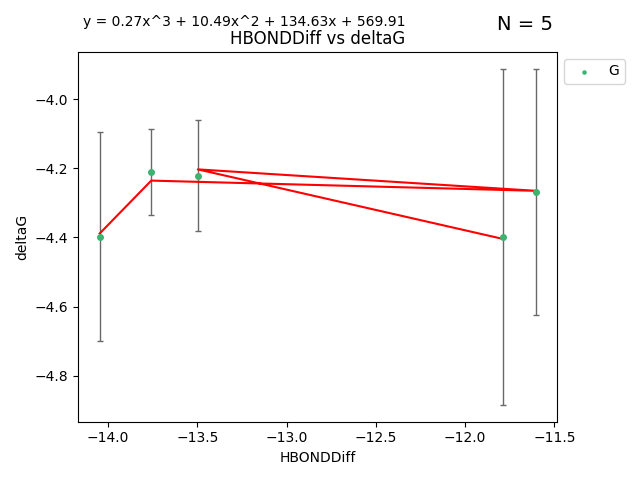 y = 0.27x^3 + 10.49x^2 + 134.63x + 569.91
N = 5
HBONDDiff vs deltaG
G
−4.0
−4.2
−4.4
−4.6
−4.8
deltaG
−14.0
−13.5
−13.0
−12.5
−12.0
−11.5
HBONDDiff